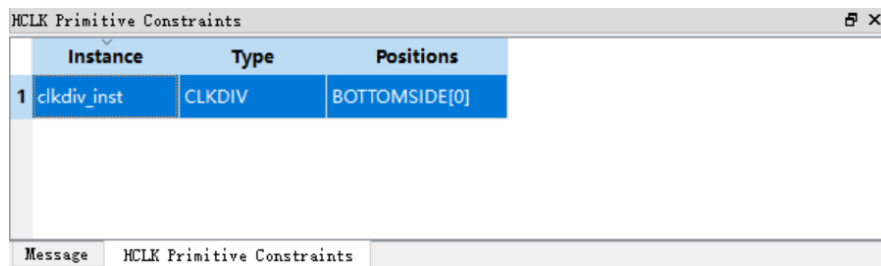 HCLK Primitive Constraints
Instance Type Positions
1 clkdiv_inst CLKDIV BOTTOMSIDE[0]
Message HCLK Primitive Constraints